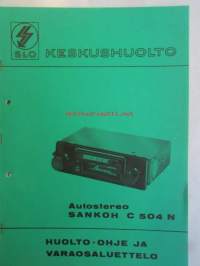 SLO
KESKUSHUOLTO
Autostereo
SANKOH C 504 N
HUOLTO-OHJE JA
VARAOSALUETTELO